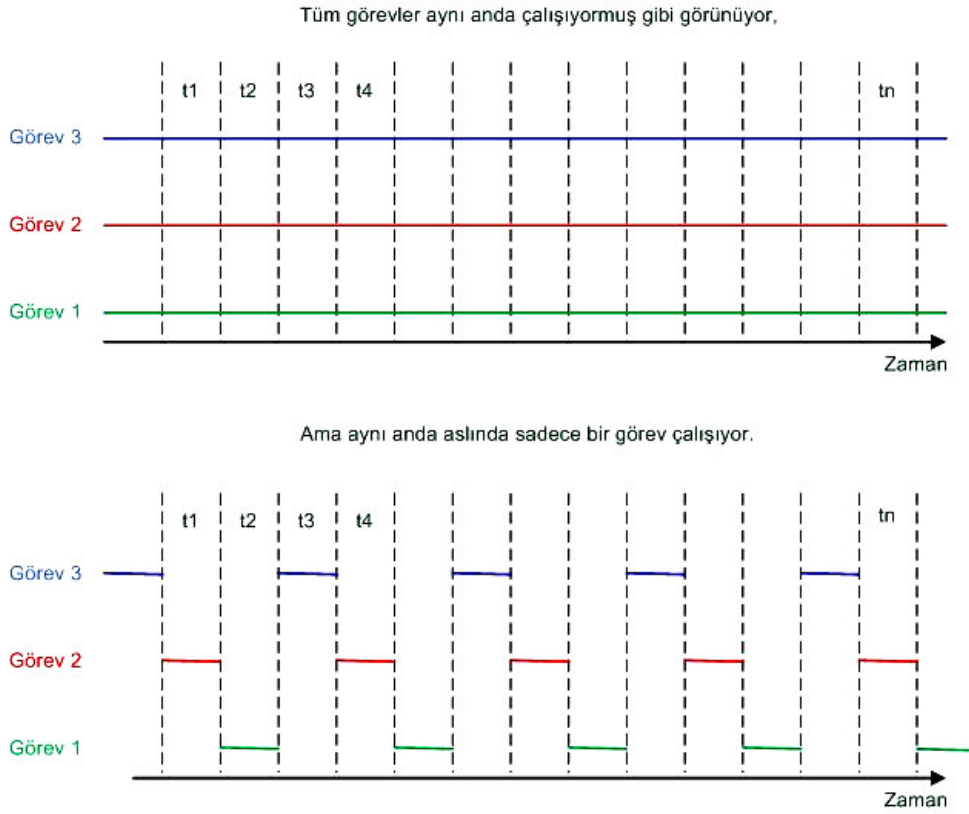 Tüm görevler aynı anda çalışıyormuş gibi görünüyor,
t1 t2 t3 t4 tn
Görev 3
Görev 2
Görev 1
Zaman
Ama aynı anda aslında sadece bir görev çalışıyor.
t1 t2 t3 t4 tn
Görev 3
Görev 2
Görev 1
Zaman